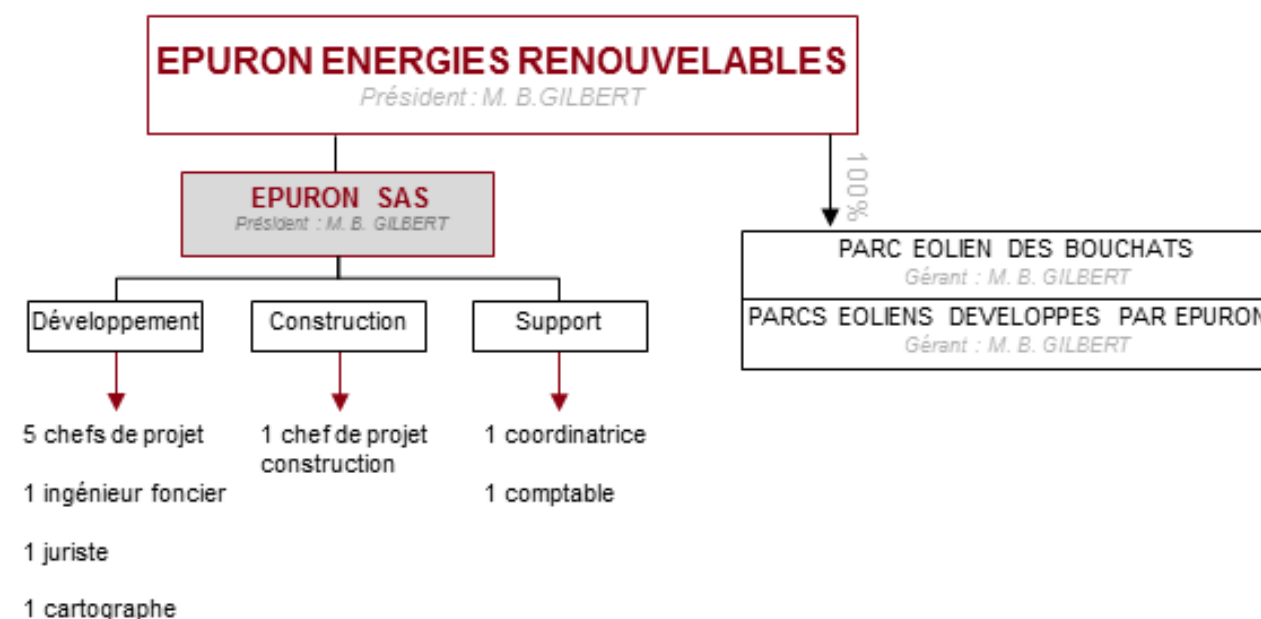 EPURON ENERGIES RENOUVELABLES
Président : M. B.GILBERT
100%
EPURON SAS
Président : M. B. GILBERT
PARC EOLIEN DES BOUCHATS
Gérant : M. B. GILBERT
PARCS EOLIENS DEVELOPPES PAR EPURON
Gérant : M. B. GILBERT
Développement
Construction
Support
5 chefs de projet
1 ingénieur foncier
1 juriste
1 cartographe
1 chef de projet
construction
1 coordinatrice
1 comptable